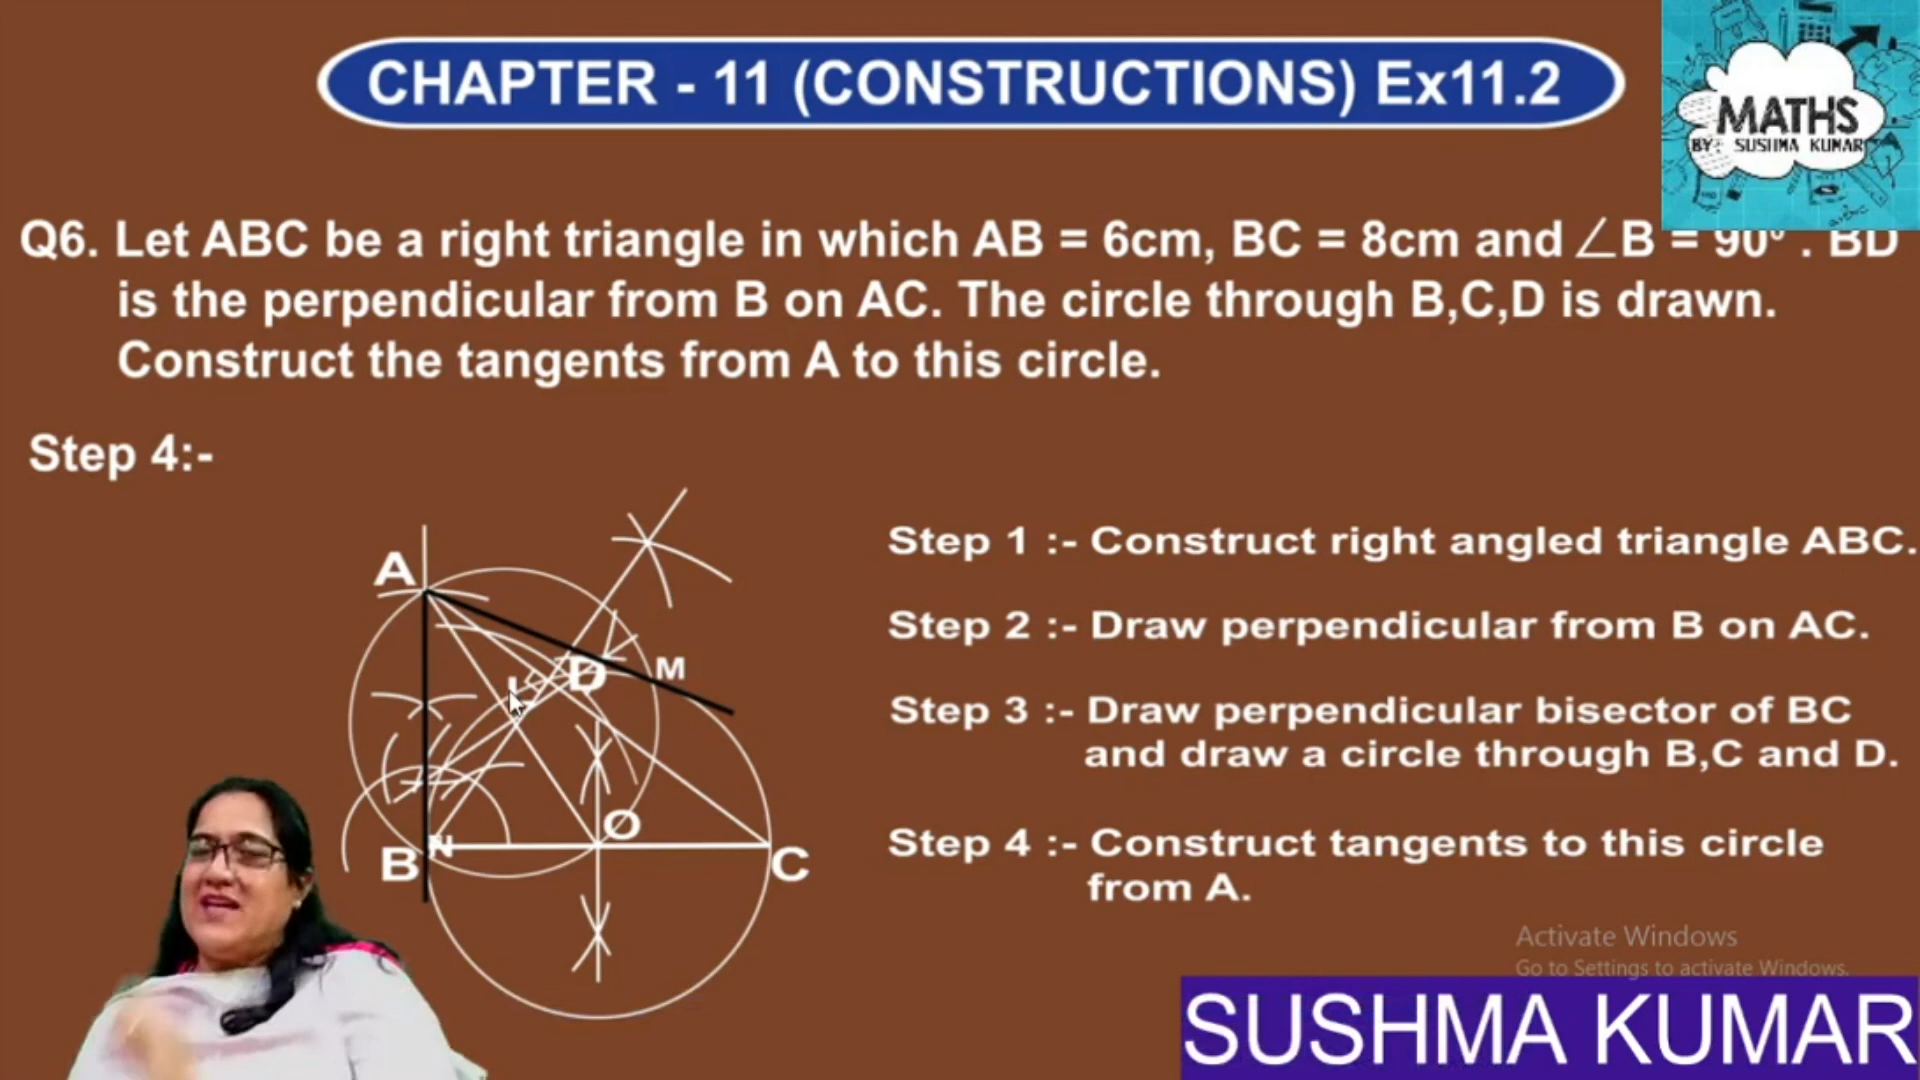 CHAPTER - 11 (CONSTRUCTIONS) Ex11.2
MATHS
BY: SUSHMA KUMAR
Q6. Let ABC be a right triangle in which AB = 6cm, BC = 8cm and ∠B = 90⁰ . BD
is the perpendicular from B on AC. The circle through B,C,D is drawn.
Construct the tangents from A to this circle.
Step 4:-
A
D
M
L
O
B
N
C
Step 1 :- Construct right angled triangle ABC.
Step 2 :- Draw perpendicular from B on AC.
Step 3 :- Draw perpendicular bisector of BC
and draw a circle through B,C and D.
Step 4 :- Construct tangents to this circle
from A.
Activate Windows
Go to Settings to activate Windows.
SUSHMA KUMAR